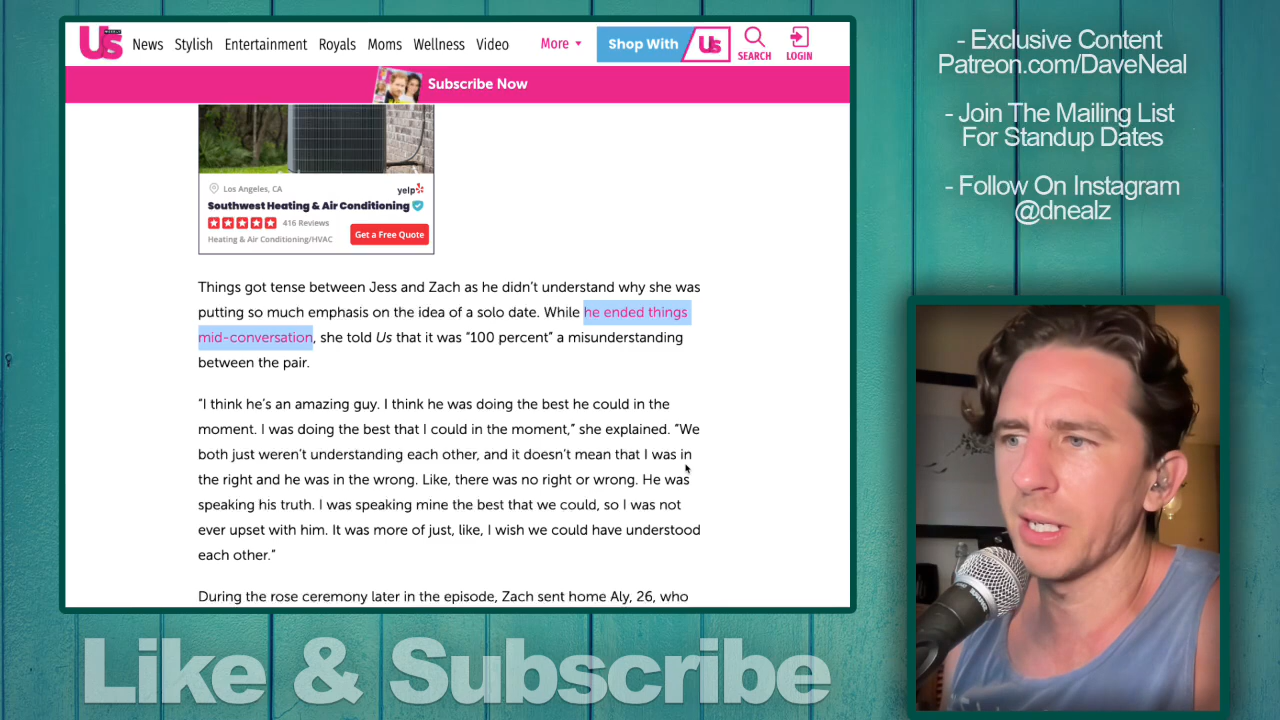 Us WEEKLY
News Stylish Entertainment Royals Moms Wellness Video More Shop With Us SEARCH LOGIN
Subscribe Now
Los Angeles, CA yelp
Southwest Heating & Air Conditioning
416 Reviews
Heating & Air Conditioning/HVAC Get a Free Quote
Things got tense between Jess and Zach as he didn’t understand why she was
putting so much emphasis on the idea of a solo date. While he ended things
mid-conversation, she told Us that it was “100 percent” a misunderstanding
between the pair.
“I think he’s an amazing guy. I think he was doing the best he could in the
moment. I was doing the best that I could in the moment,” she explained. “We
both just weren’t understanding each other, and it doesn’t mean that I was in
the right and he was in the wrong. Like, there was no right or wrong. He was
speaking his truth. I was speaking mine the best that we could, so I was not
ever upset with him. It was more of just, like, I wish we could have understood
each other.”
During the rose ceremony later in the episode, Zach sent home Aly, 26, who
- Exclusive Content
Patreon.com/DaveNeal
- Join The Mailing List
For Standup Dates
- Follow On Instagram
@dnealz
Like & Subscribe